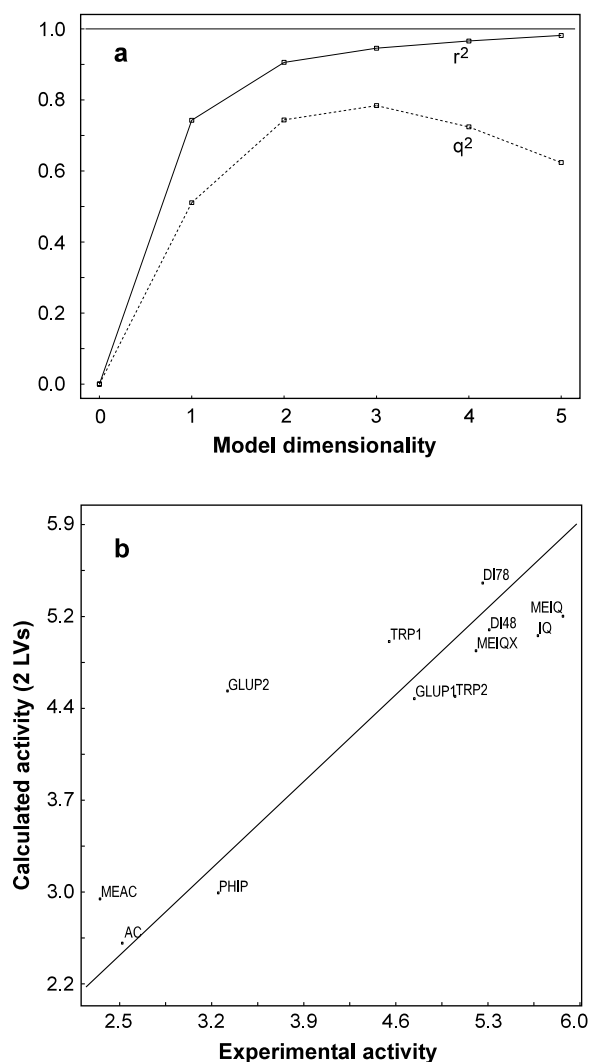 1.0
a
r²
0.8
q²
0.6
0.4
0.2
0.0
0 1 2 3 4 5
Model dimensionality
5.9
b
DI78
5.2
MEIQ
DI48
IQ
TRP1
MEIQX
GLUP2
4.4
GLUP1 TRP2
3.7
3.0
MEAC
PHIP
AC
2.2
2.5 3.2 3.9 4.6 5.3 6.0
Experimental activity
Calculated activity (2 LVs)